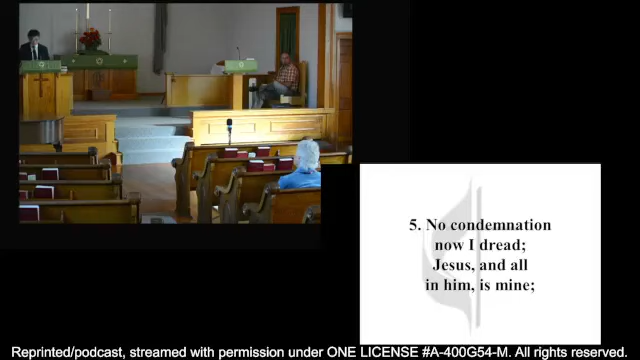 5. No condemnation
now I dread;
Jesus, and all
in him, is mine;
Reprinted/podcast, streamed with permission under ONE LICENSE #A-400G54-M. All rights reserved.